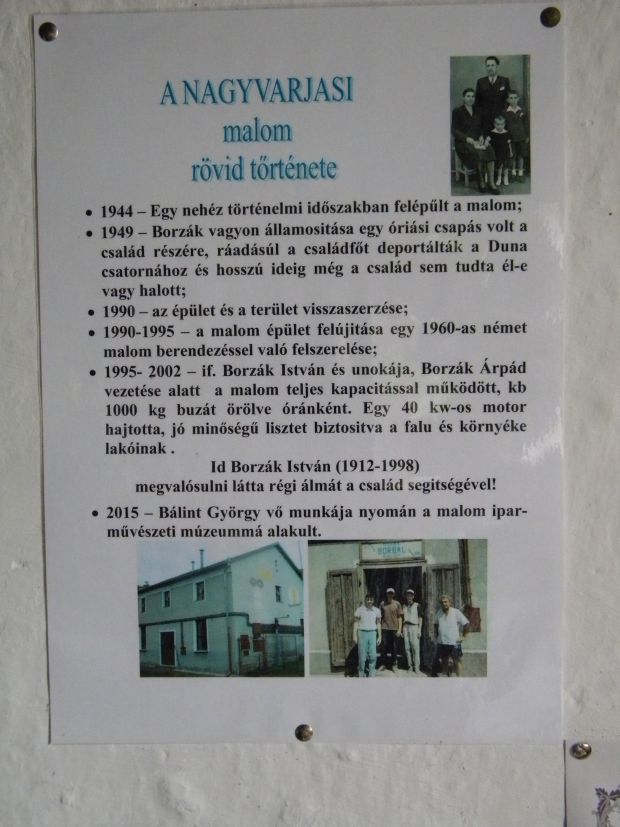 A NAGYVARJASI
malom
rövid tőrténete
• 1944 – Egy nehéz történelmi időszakban felépűlt a malom;
• 1949 – Borzák vagyon államositása egy óriási csapás volt a
család részére, ráadásúl a családfőt deportálták a Duna
csatornához és hosszú ideig még a család sem tudta él-e
vagy halott;
• 1990 – az épület és a terület visszaszerzése;
• 1990-1995 – a malom épület felújitása egy 1960-as német
malom berendezéssel való felszerelése;
• 1995- 2002 – if. Borzák István és unokája, Borzák Árpád
vezetése alatt a malom teljes kapacitással működött, kb
1000 kg buzát örölve óránként. Egy 40 kw-os motor
hajtotta, jó minőségű lisztet biztositva a falu és környéke
lakóinak .
Id Borzák István (1912-1998)
megvalósulni látta régi álmát a család segitségével!
• 2015 – Bálint György vő munkája nyomán a malom ipar-
művészeti múzeummá alakult.
BORBAL